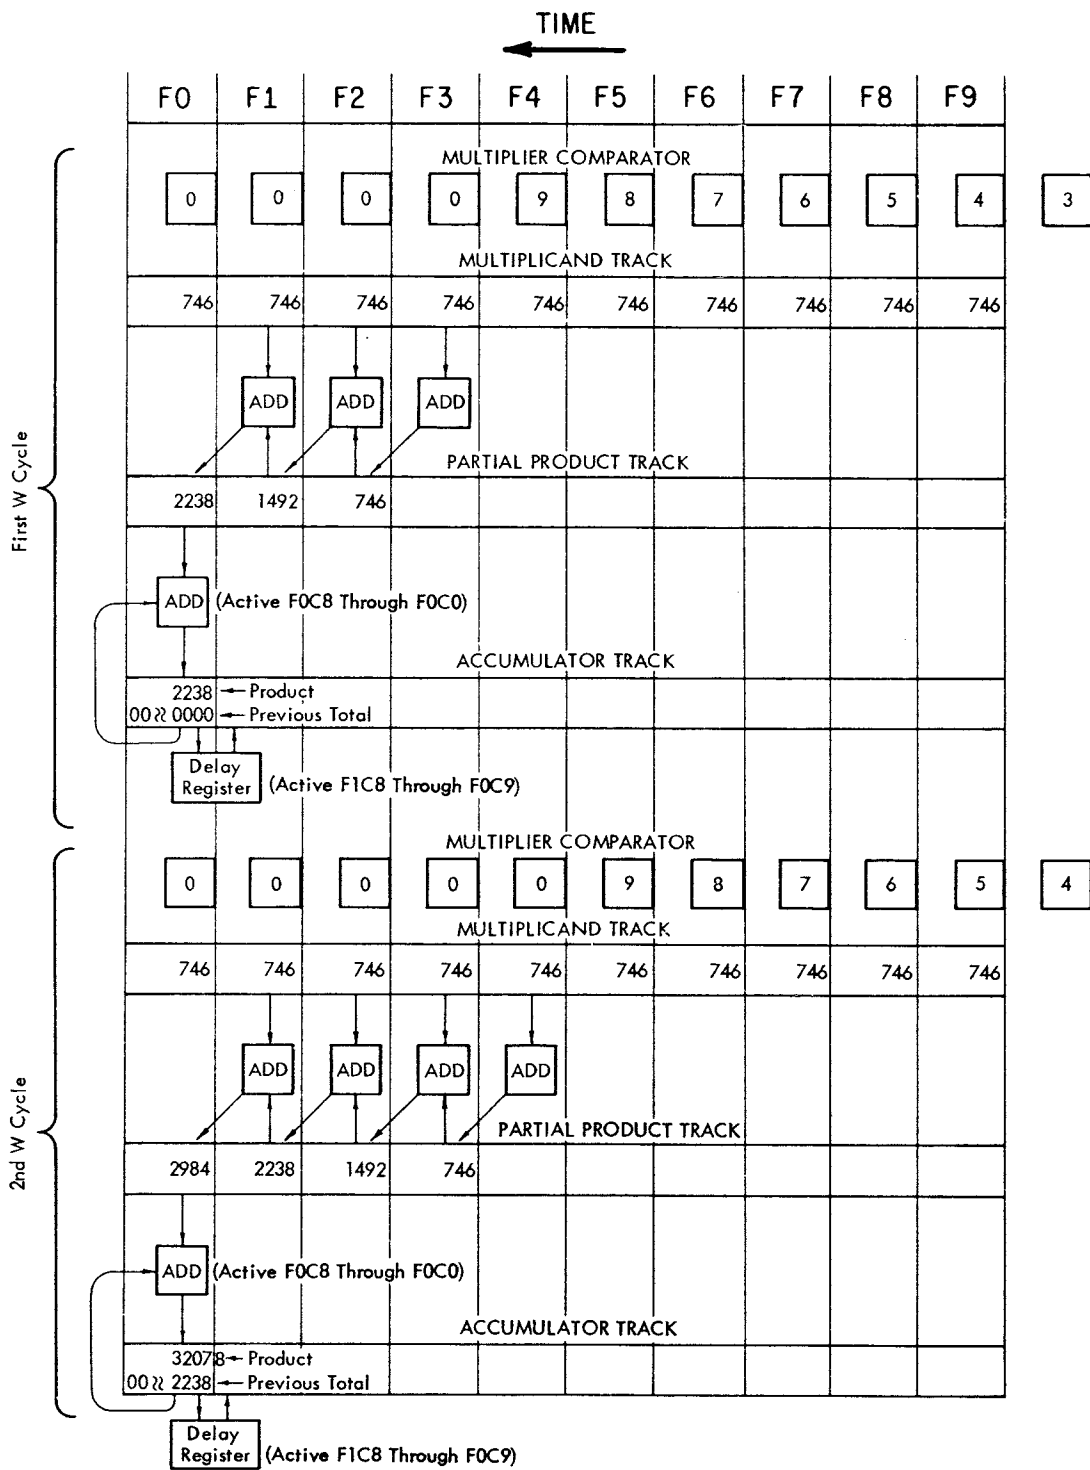 TIME
F0 F1 F2 F3 F4 F5 F6 F7 F8 F9
First W Cycle
MULTIPLIER COMPARATOR
0 0 0 0 9 8 7 6 5 4 3
MULTIPLICAND TRACK
746 746 746 746 746 746 746 746 746 746
ADD ADD ADD
PARTIAL PRODUCT TRACK
2238 1492 746
ADD (Active F0C8 Through F0C0)
ACCUMULATOR TRACK
2238 Product
00≈0000 Previous Total
Delay
Register (Active F1C8 Through F0C9)
2nd W Cycle
MULTIPLIER COMPARATOR
0 0 0 0 0 9 8 7 6 5 4
MULTIPLICAND TRACK
746 746 746 746 746 746 746 746 746 746
ADD ADD ADD ADD
PARTIAL PRODUCT TRACK
2984 2238 1492 746
ADD (Active F0C8 Through F0C0)
ACCUMULATOR TRACK
32078 Product
00≈2238 Previous Total
Delay
Register (Active F1C8 Through F0C9)